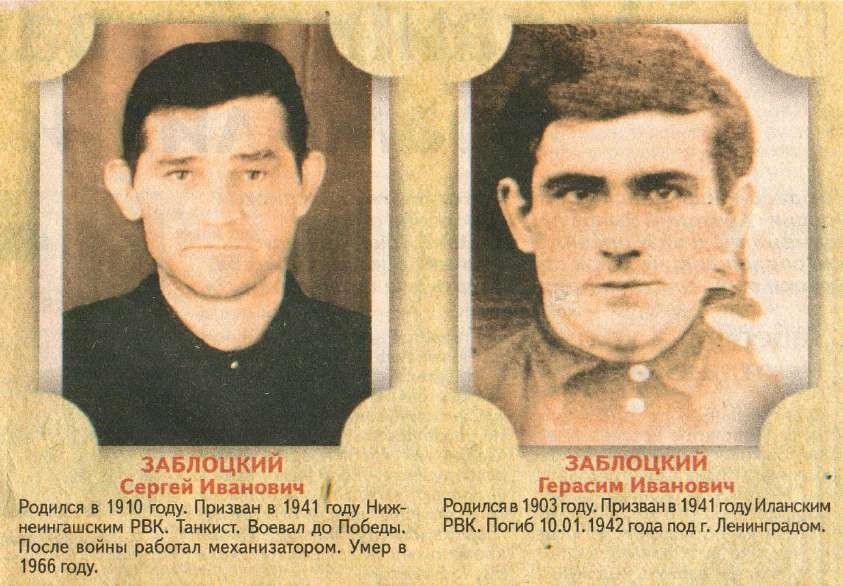 ЗАБЛОЦКИЙ
Сергей Иванович
Родился в 1910 году. Призван в 1941 году Ниж-
неингашским РВК. Танкист. Воевал до Победы.
После войны работал механизатором. Умер в
1966 году.
ЗАБЛОЦКИЙ
Герасим Иванович
Родился в 1903 году. Призван в 1941 году Иланским
РВК. Погиб 10.01.1942 года под г. Ленинградом.